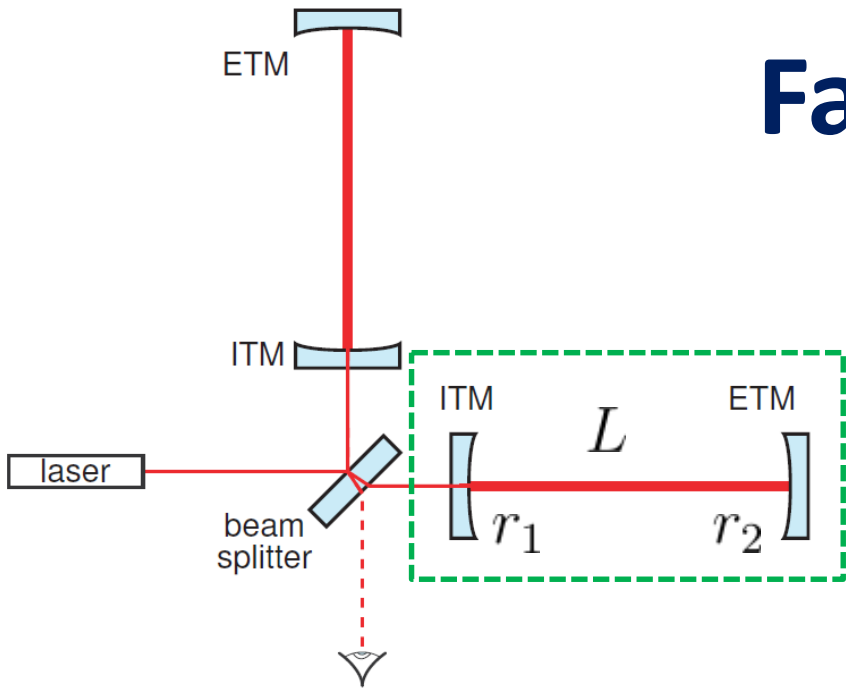 ETM
Fa
ITM
ITM
ETM
L
laser
r₁
r₂
beam
splitter